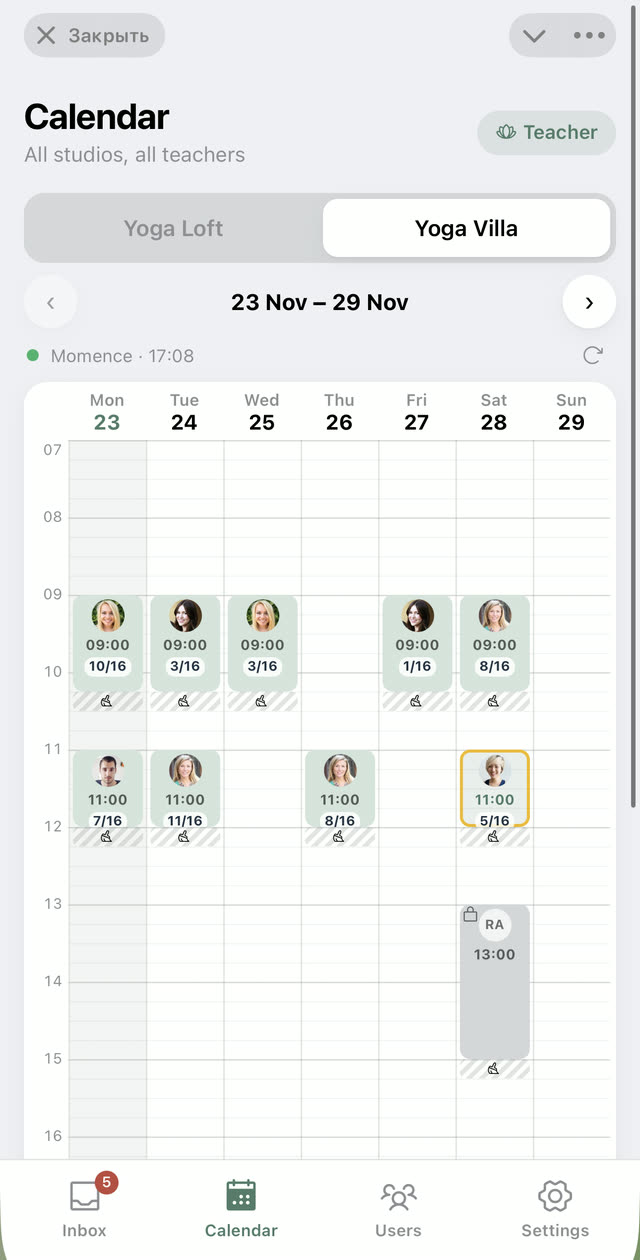 Закрыть
Calendar
All studios, all teachers
Teacher
Yoga Loft
Yoga Villa
23 Nov – 29 Nov
Momence · 17:08
Mon Tue Wed Thu Fri Sat Sun
23 24 25 26 27 28 29
07
08
09
09:00 09:00 09:00 09:00 09:00
10/16 3/16 3/16 1/16 8/16
10
11
11:00 11:00 11:00 11:00
7/16 11/16 8/16 5/16
12
13
RA
13:00
14
15
16
5
Inbox Calendar Users Settings